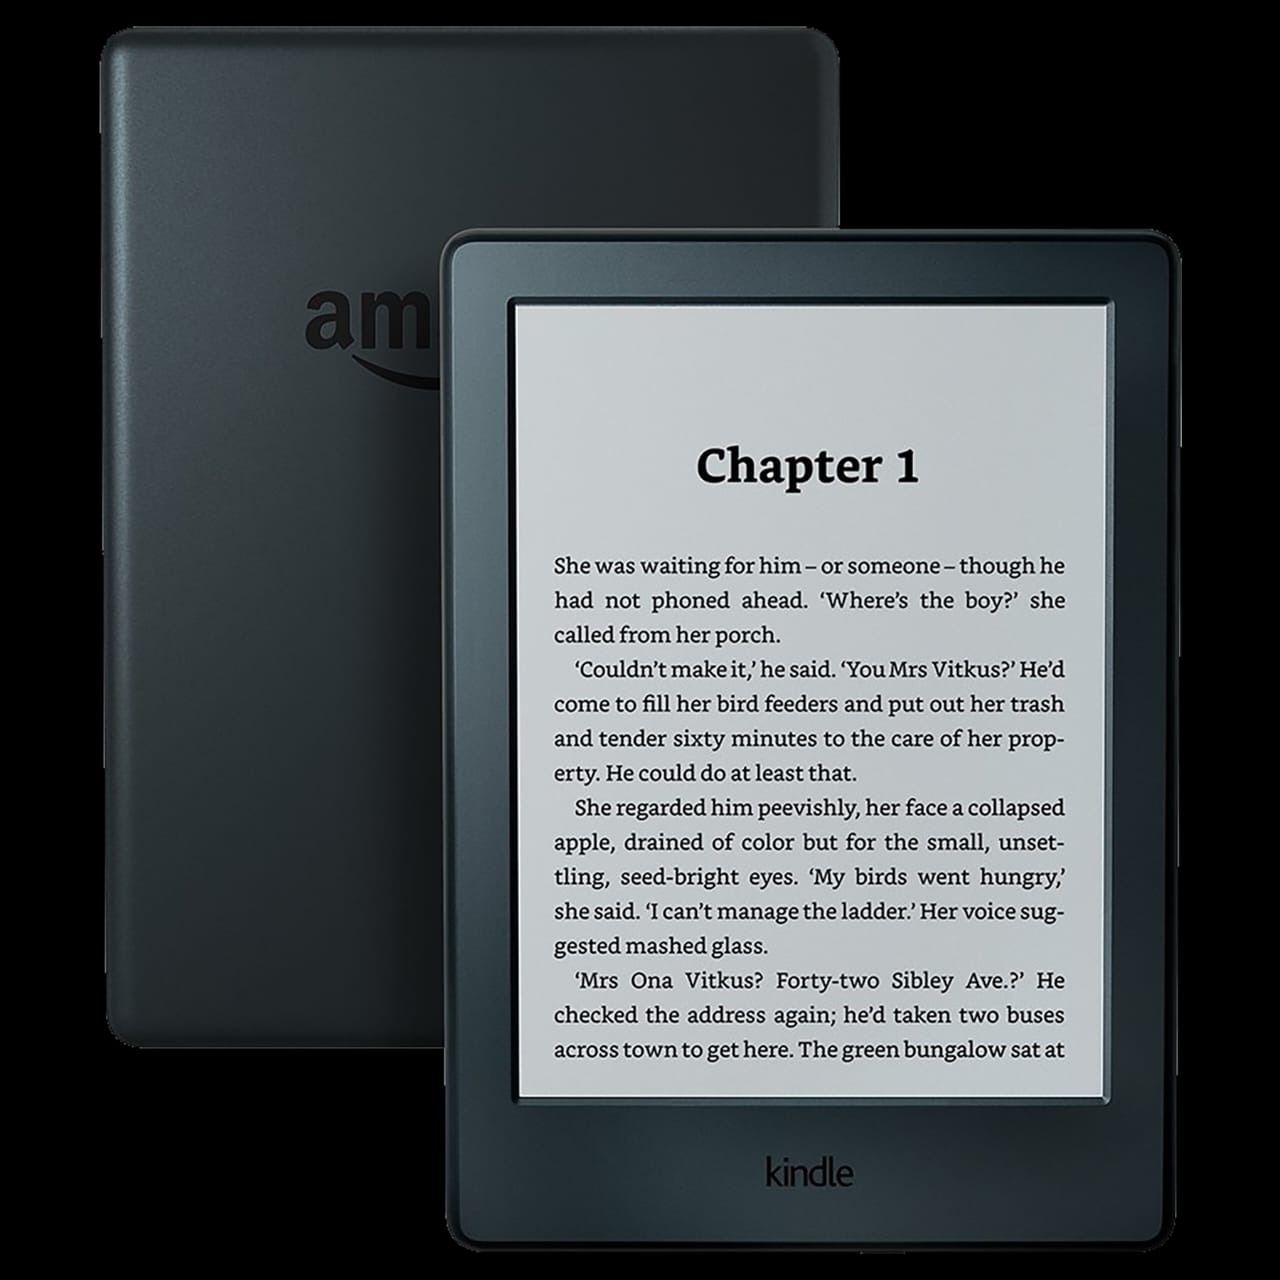 am
Chapter 1
She was waiting for him – or someone – though he
had not phoned ahead. ‘Where’s the boy?’ she
called from her porch.
‘Couldn’t make it,’ he said. ‘You Mrs Vitkus?’ He’d
come to fill her bird feeders and put out her trash
and tender sixty minutes to the care of her prop-
erty. He could do at least that.
She regarded him peevishly, her face a collapsed
apple, drained of color but for the small, unset-
tling, seed-bright eyes. ‘My birds went hungry,’
she said. ‘I can’t manage the ladder.’ Her voice sug-
gested mashed glass.
‘Mrs Ona Vitkus? Forty-two Sibley Ave.?’ He
checked the address again; he’d taken two buses
across town to get here. The green bungalow sat at
kindle